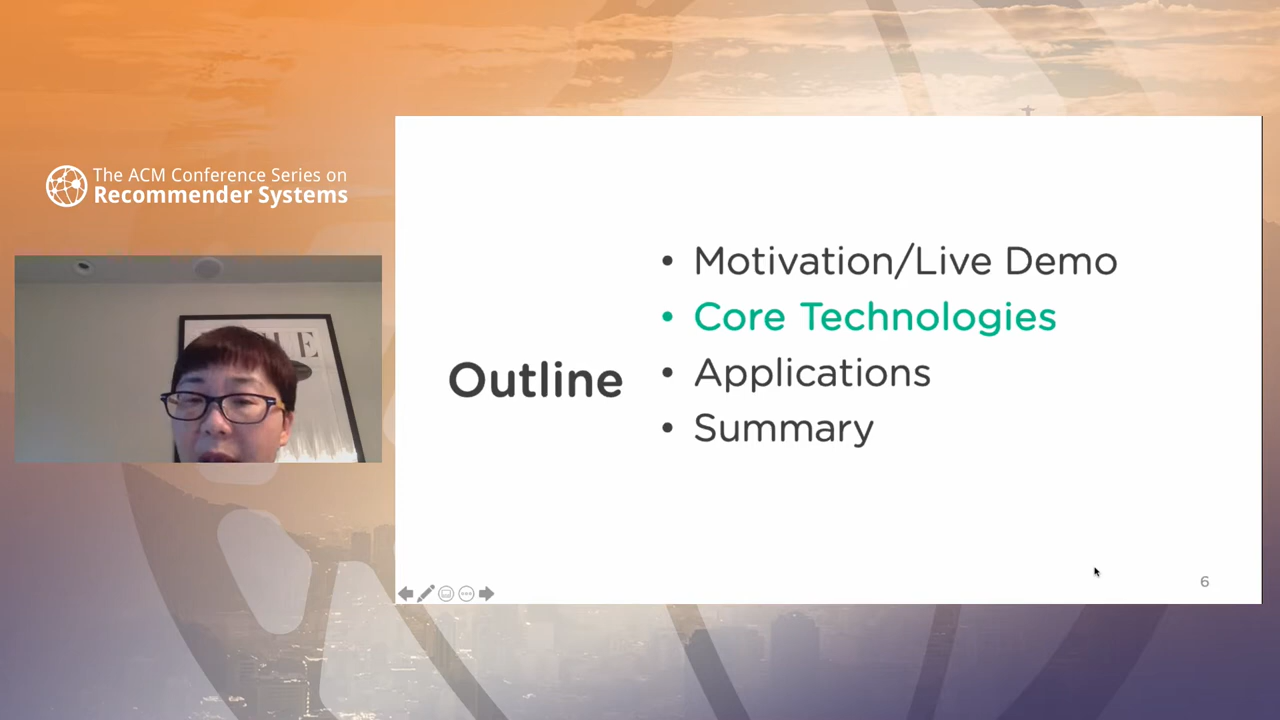 The ACM Conference Series on
Recommender Systems
Outline
• Motivation/Live Demo
• Core Technologies
• Applications
• Summary
6